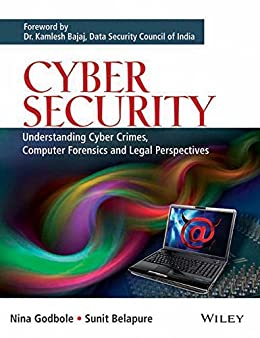 Foreword by
Dr. Kamlesh Bajaj, Data Security Council of India
CYBER
SECURITY
Understanding Cyber Crimes,
Computer Forensics and Legal Perspectives
@
Nina Godbole • Sunit Belapure
WILEY